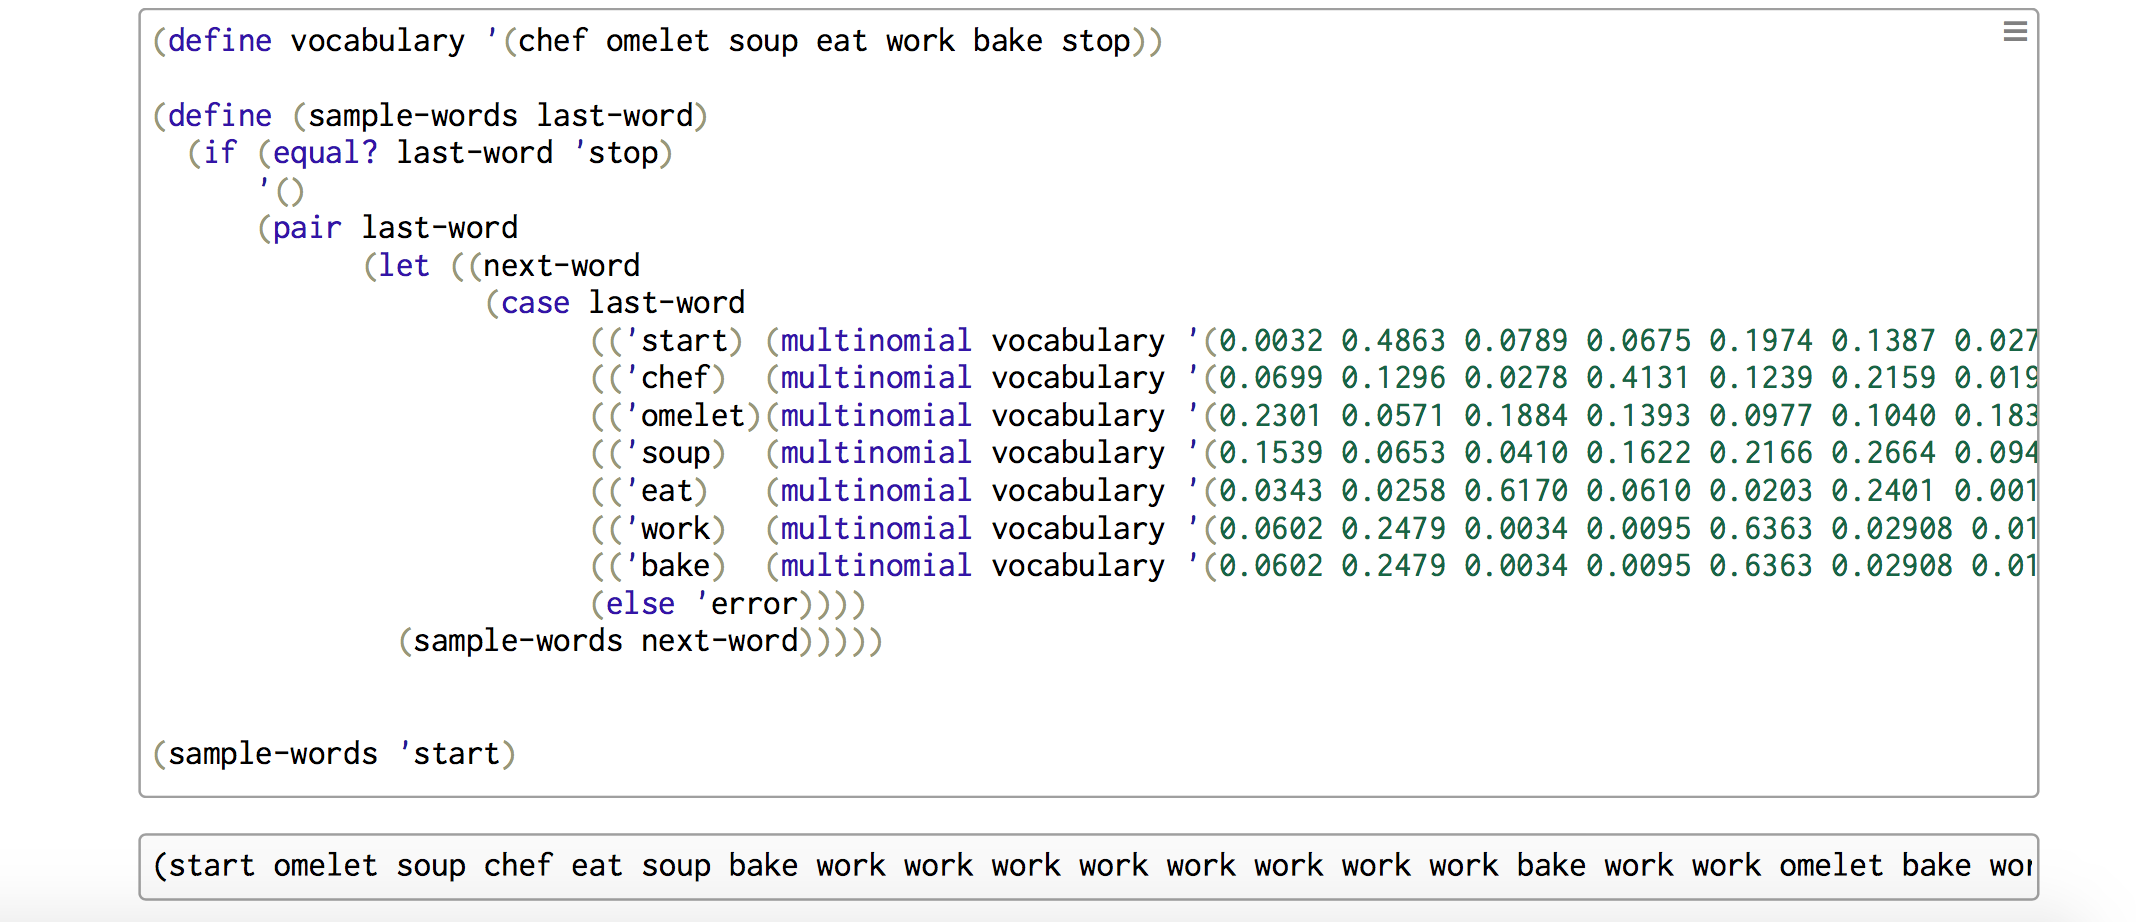 (define vocabulary '(chef omelet soup eat work bake stop))
(define (sample-words last-word)
(if (equal? last-word 'stop)
'()
(pair last-word
(let ((next-word
(case last-word
(('start) (multinomial vocabulary '(0.0032 0.4863 0.0789 0.0675 0.1974 0.1387 0.027
(('chef) (multinomial vocabulary '(0.0699 0.1296 0.0278 0.4131 0.1239 0.2159 0.019
(('omelet)(multinomial vocabulary '(0.2301 0.0571 0.1884 0.1393 0.0977 0.1040 0.183
(('soup) (multinomial vocabulary '(0.1539 0.0653 0.0410 0.1622 0.2166 0.2664 0.094
(('eat) (multinomial vocabulary '(0.0343 0.0258 0.6170 0.0610 0.0203 0.2401 0.001
(('work) (multinomial vocabulary '(0.0602 0.2479 0.0034 0.0095 0.6363 0.02908 0.01
(('bake) (multinomial vocabulary '(0.0602 0.2479 0.0034 0.0095 0.6363 0.02908 0.01
(else 'error))))
(sample-words next-word)))))
(sample-words 'start)
(start omelet soup chef eat soup bake work work work work work work work work bake work work omelet bake